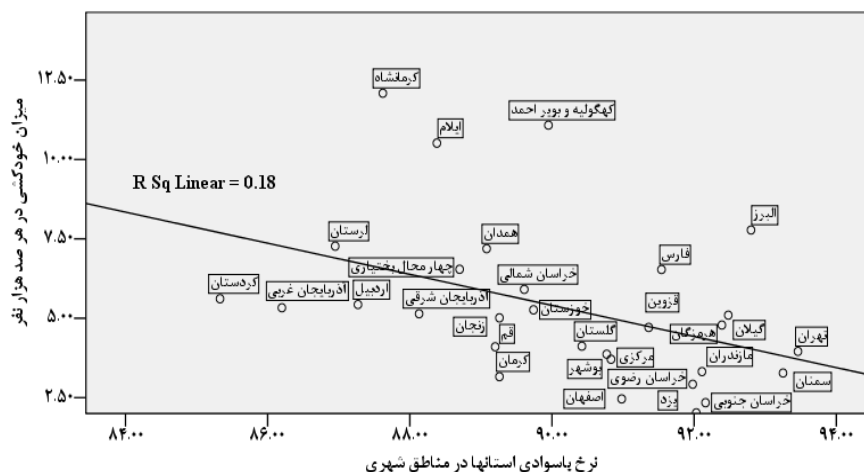 ۱۲.۵۰
۱۰.۰۰
۷.۵۰
۵.۰۰
۲.۵۰
میزان خودکشی در هر صد هزار نفر
R Sq Linear = 0.18
کرمانشاه
کهگولیه و بویر احمد
ایلام
البرز
لرستان
همدان
فارس
چهارمحال بختیاری
خراسان شمالی
کردستان
آذربایجان غربی
اردبیل
آذربایجان شرقی
خوزستان
قزوین
زنجان
قم
گلستان
هرمزگان
گیلان
تهران
کرمان
بوشهر
مرکزی
مازندران
سمنان
اصفهان
خراسان رضوی
یزد
خراسان جنوبی
۸۴.۰۰ ۸۶.۰۰ ۸۸.۰۰ ۹۰.۰۰ ۹۲.۰۰ ۹۴.۰۰
نرخ باسوادی استانها در مناطق شهری